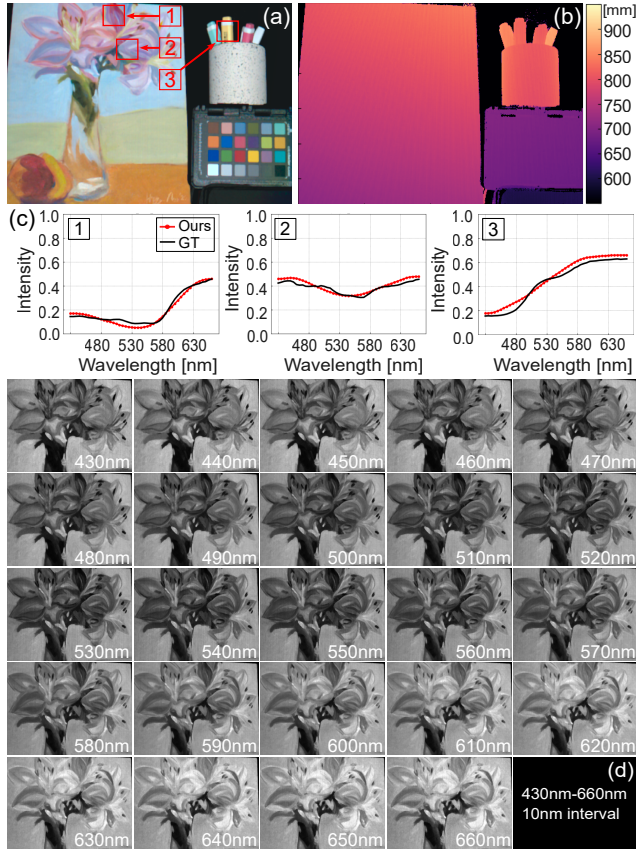 (a)
1
2
3
(b)
[mm]
900
850
800
750
700
650
600
(c)
1
Ours
GT
Intensity
1.0
0.8
0.6
0.4
0.2
0.0
480 530 580 630
Wavelength [nm]
2
Intensity
1.0
0.8
0.6
0.4
0.2
0.0
480 530 580 630
Wavelength [nm]
3
Intensity
1.0
0.8
0.6
0.4
0.2
0.0
480 530 580 630
Wavelength [nm]
430nm 440nm 450nm 460nm 470nm
480nm 490nm 500nm 510nm 520nm
530nm 540nm 550nm 560nm 570nm
580nm 590nm 600nm 610nm 620nm
630nm 640nm 650nm 660nm
(d)
430nm-660nm
10nm interval